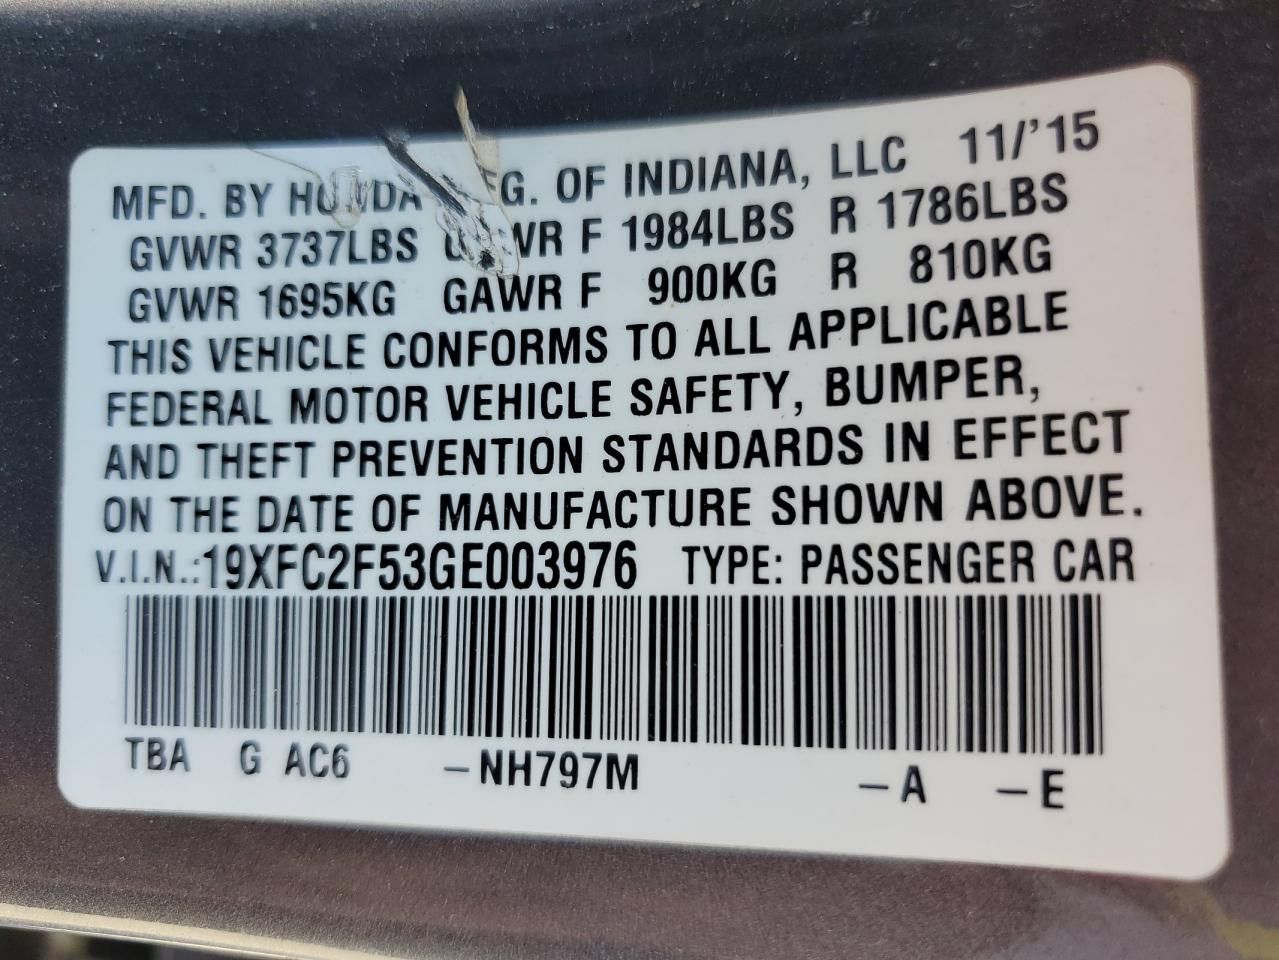 MFD. BY HONDA OF INDIANA, LLC 11/'15
GVWR 3737LBS F 1984LBS R 1786LBS
GVWR 1695KG GAWR F 900KG R 810KG
THIS VEHICLE CONFORMS TO ALL APPLICABLE
FEDERAL MOTOR VEHICLE SAFETY, BUMPER,
AND THEFT PREVENTION STANDARDS IN EFFECT
ON THE DATE OF MANUFACTURE SHOWN ABOVE.
V.I.N.:19XFC2F53GE003976 TYPE: PASSENGER CAR
TBA G AC6 –NH797M –A –E